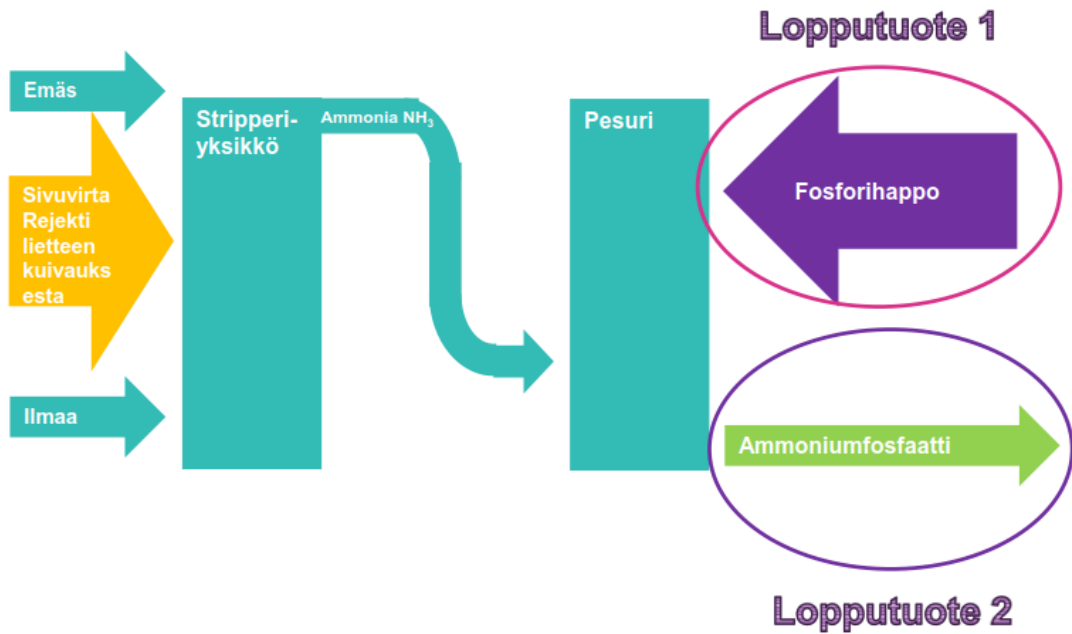 Lopputuote 1
Emäs
Stripperi-
yksikkö
Ammonia NH₃
Pesuri
Sivuvirta
Rejekti
lietteen
kuivauks
esta
Fosforihappo
Ilmaa
Ammoniumfosfaatti
Lopputuote 2